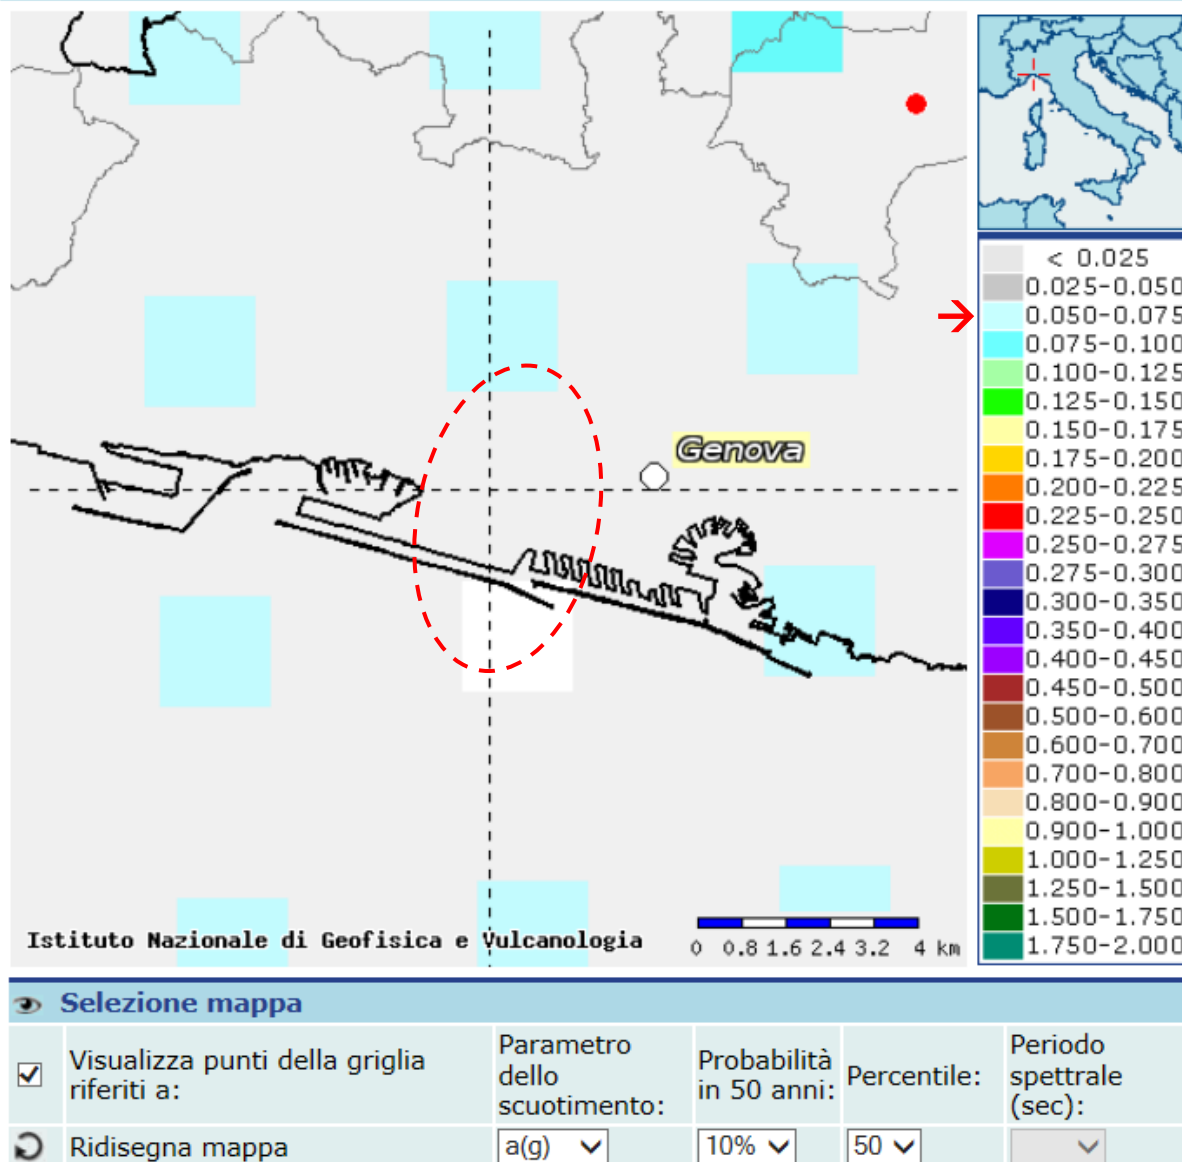 Genova
< 0.025
0.025-0.050
0.050-0.075
0.075-0.100
0.100-0.125
0.125-0.150
0.150-0.175
0.175-0.200
0.200-0.225
0.225-0.250
0.250-0.275
0.275-0.300
0.300-0.350
0.350-0.400
0.400-0.450
0.450-0.500
0.500-0.600
0.600-0.700
0.700-0.800
0.800-0.900
0.900-1.000
1.000-1.250
1.250-1.500
1.500-1.750
1.750-2.000
Istituto Nazionale di Geofisica e Vulcanologia
0 0.8 1.6 2.4 3.2 4 km
Selezione mappa
Visualizza punti della griglia
riferiti a:
Parametro
dello
scuotimento:
Probabilità
in 50 anni:
Percentile:
Periodo
spettrale
(sec):
Ridisegna mappa
a(g)
10%
50